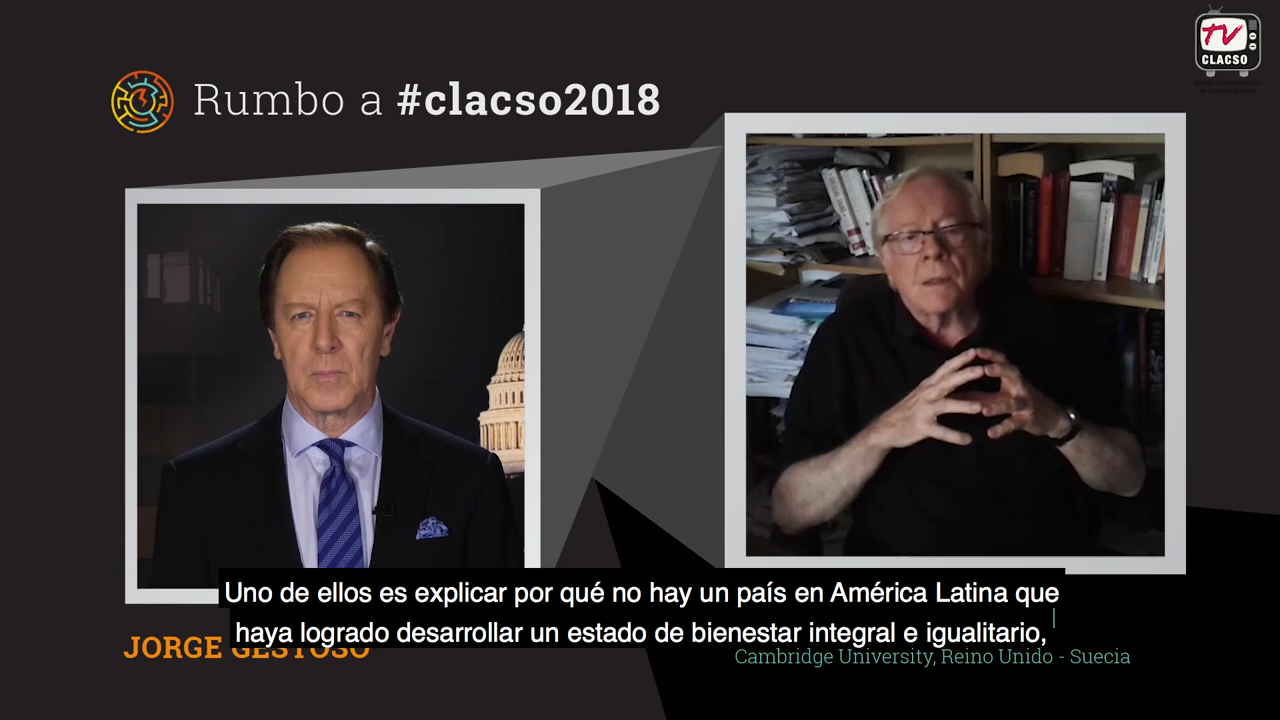 TV
CLACSO
Rumbo a #clacso2018
Uno de ellos es explicar por qué no hay un país en América Latina que
haya logrado desarrollar un estado de bienestar integral e igualitario,
JORGE GESTOSO
Cambridge University, Reino Unido - Suecia